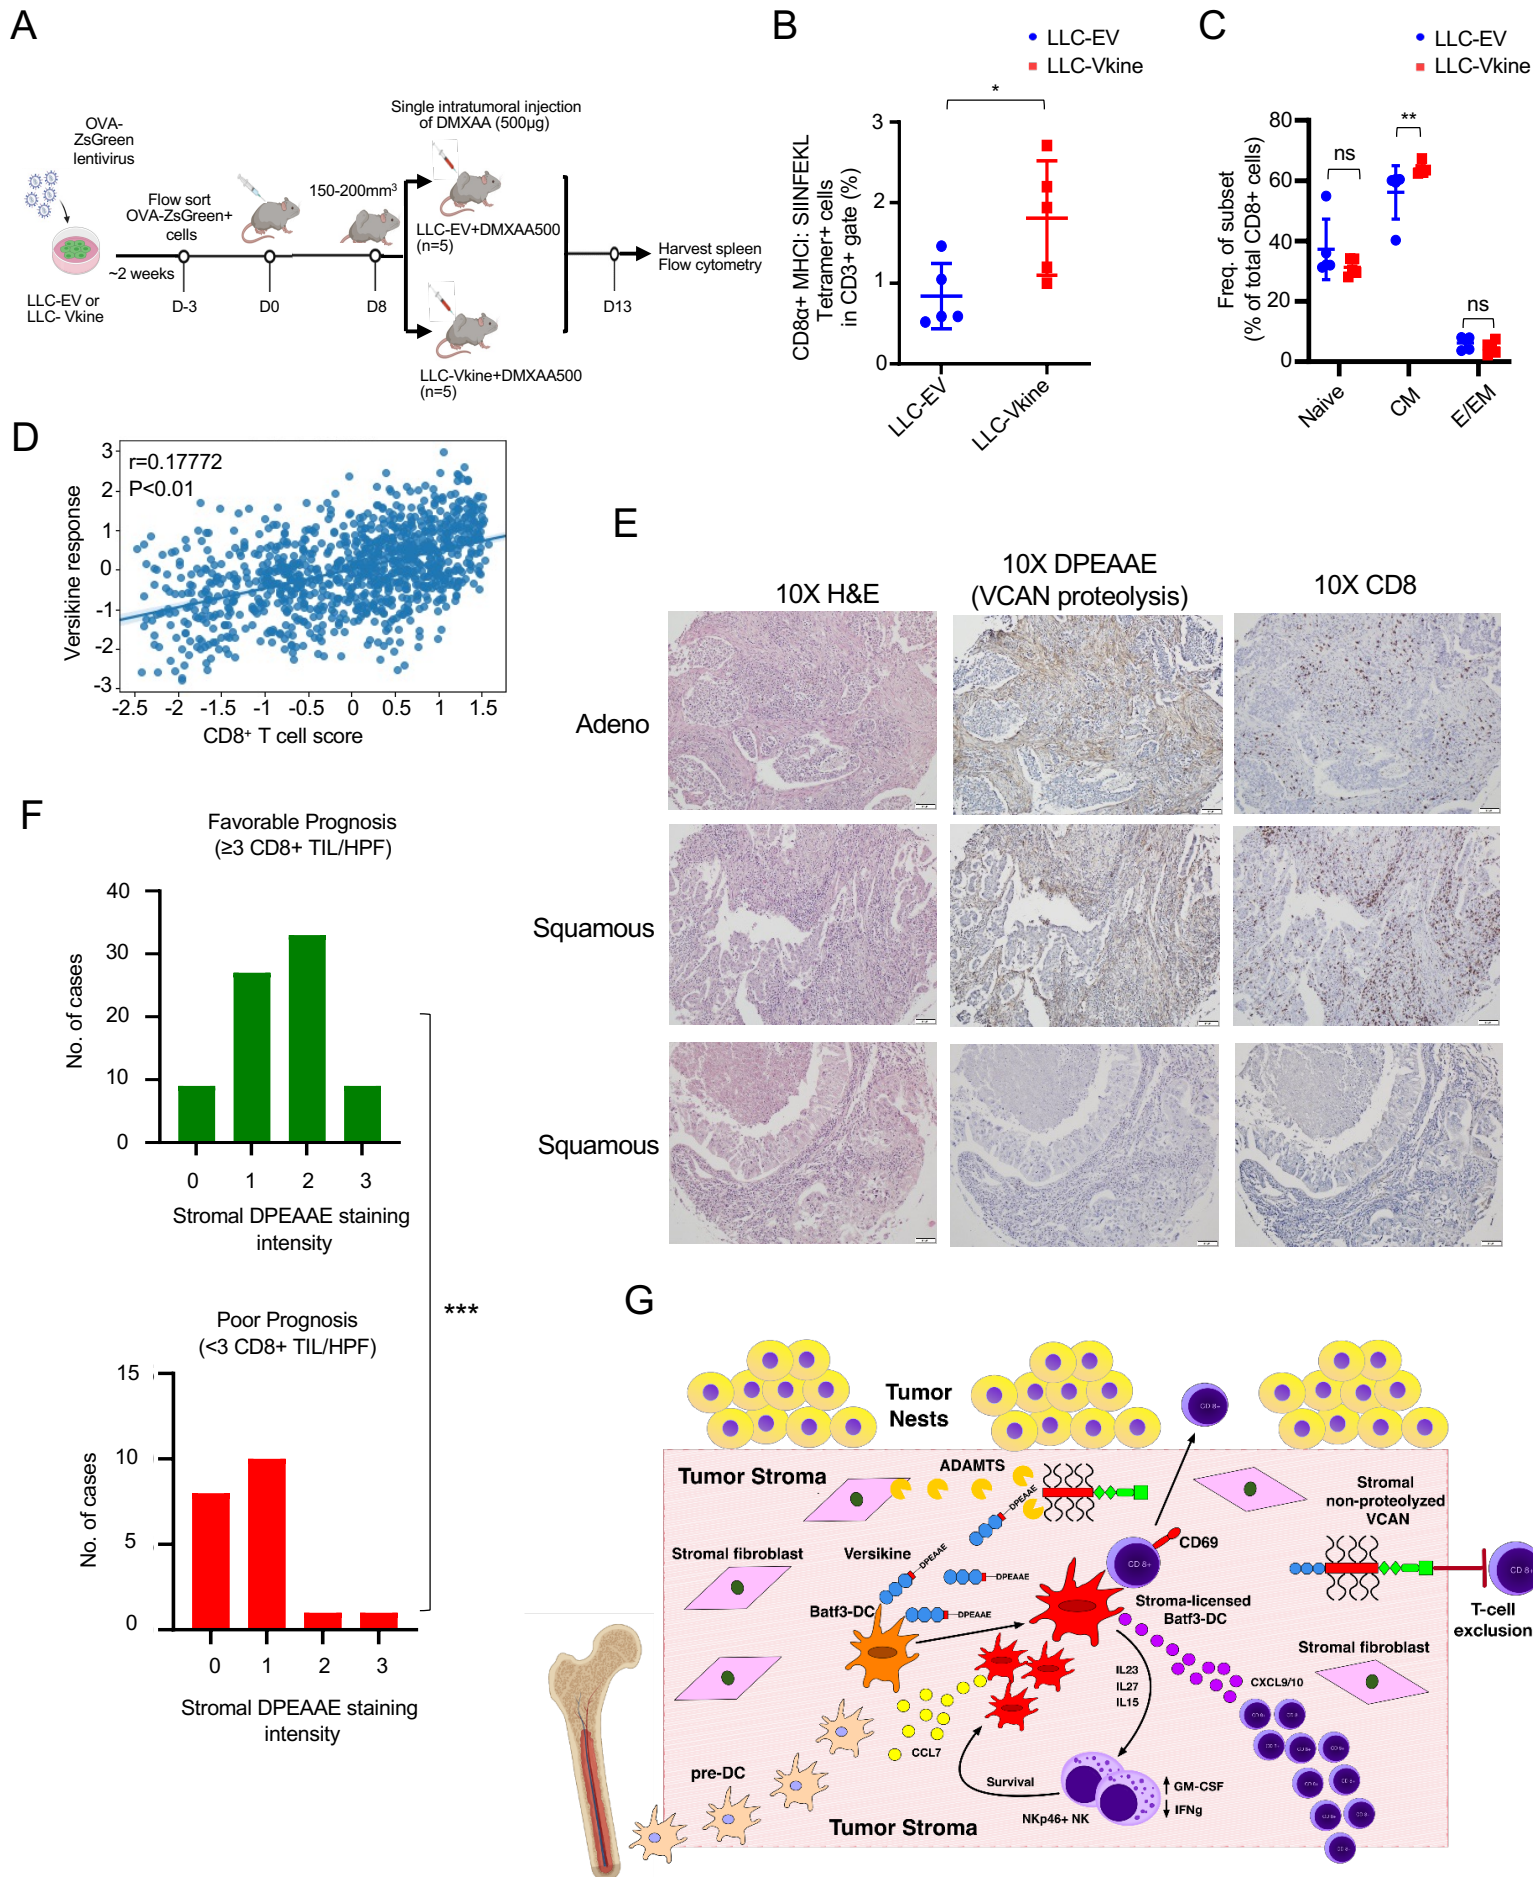 A
OVA-
ZsGreen
lentivirus
LLC-EV or
LLC- Vkine
~2 weeks
Flow sort
OVA-ZsGreen+
cells
D-3
D0
150-200mm³
D8
Single intratumoral injection
of DMXAA (500µg)
LLC-EV+DMXAA500
(n=5)
LLC-Vkine+DMXAA500
(n=5)
D13
Harvest spleen
Flow cytometry
B
LLC-EV
LLC-Vkine
*
CD8α+ MHCI: SIINFEKL
Tetramer+ cells
in CD3+ gate (%)
3
2
1
0
LLC-EV
LLC-Vkine
C
LLC-EV
LLC-Vkine
Freq. of subset
(% of total CD8+ cells)
80
60
40
20
0
ns
**
ns
Naive
CM
E/EM
D
r=0.17772
P<0.01
Versikine response
3
2
1
0
-1
-2
-3
-2.5 -2 -1.5 -1 -0.5 0 0.5 1 1.5
CD8⁺ T cell score
E
10X H&E
10X DPEAAE
(VCAN proteolysis)
10X CD8
Adeno
Squamous
Squamous
F
Favorable Prognosis
(≥3 CD8+ TIL/HPF)
No. of cases
40
30
20
10
0
0 1 2 3
Stromal DPEAAE staining
intensity
***
Poor Prognosis
(<3 CD8+ TIL/HPF)
No. of cases
15
10
5
0
0 1 2 3
Stromal DPEAAE staining
intensity
G
Tumor
Nests
CD 8+
Tumor Stroma
ADAMTS
DPEAAE
Stromal
non-proteolyzed
VCAN
Stromal fibroblast
Versikine
DPEAAE
DPEAAE
DPEAAE
CD 8+
CD69
CD 8+
T-cell
exclusion
Batf3-DC
Stroma-licensed
Batf3-DC
Stromal fibroblast
IL23
IL27
IL15
CXCL9/10
CCL7
pre-DC
Survival
NKp46+ NK
GM-CSF
IFNg
Tumor Stroma